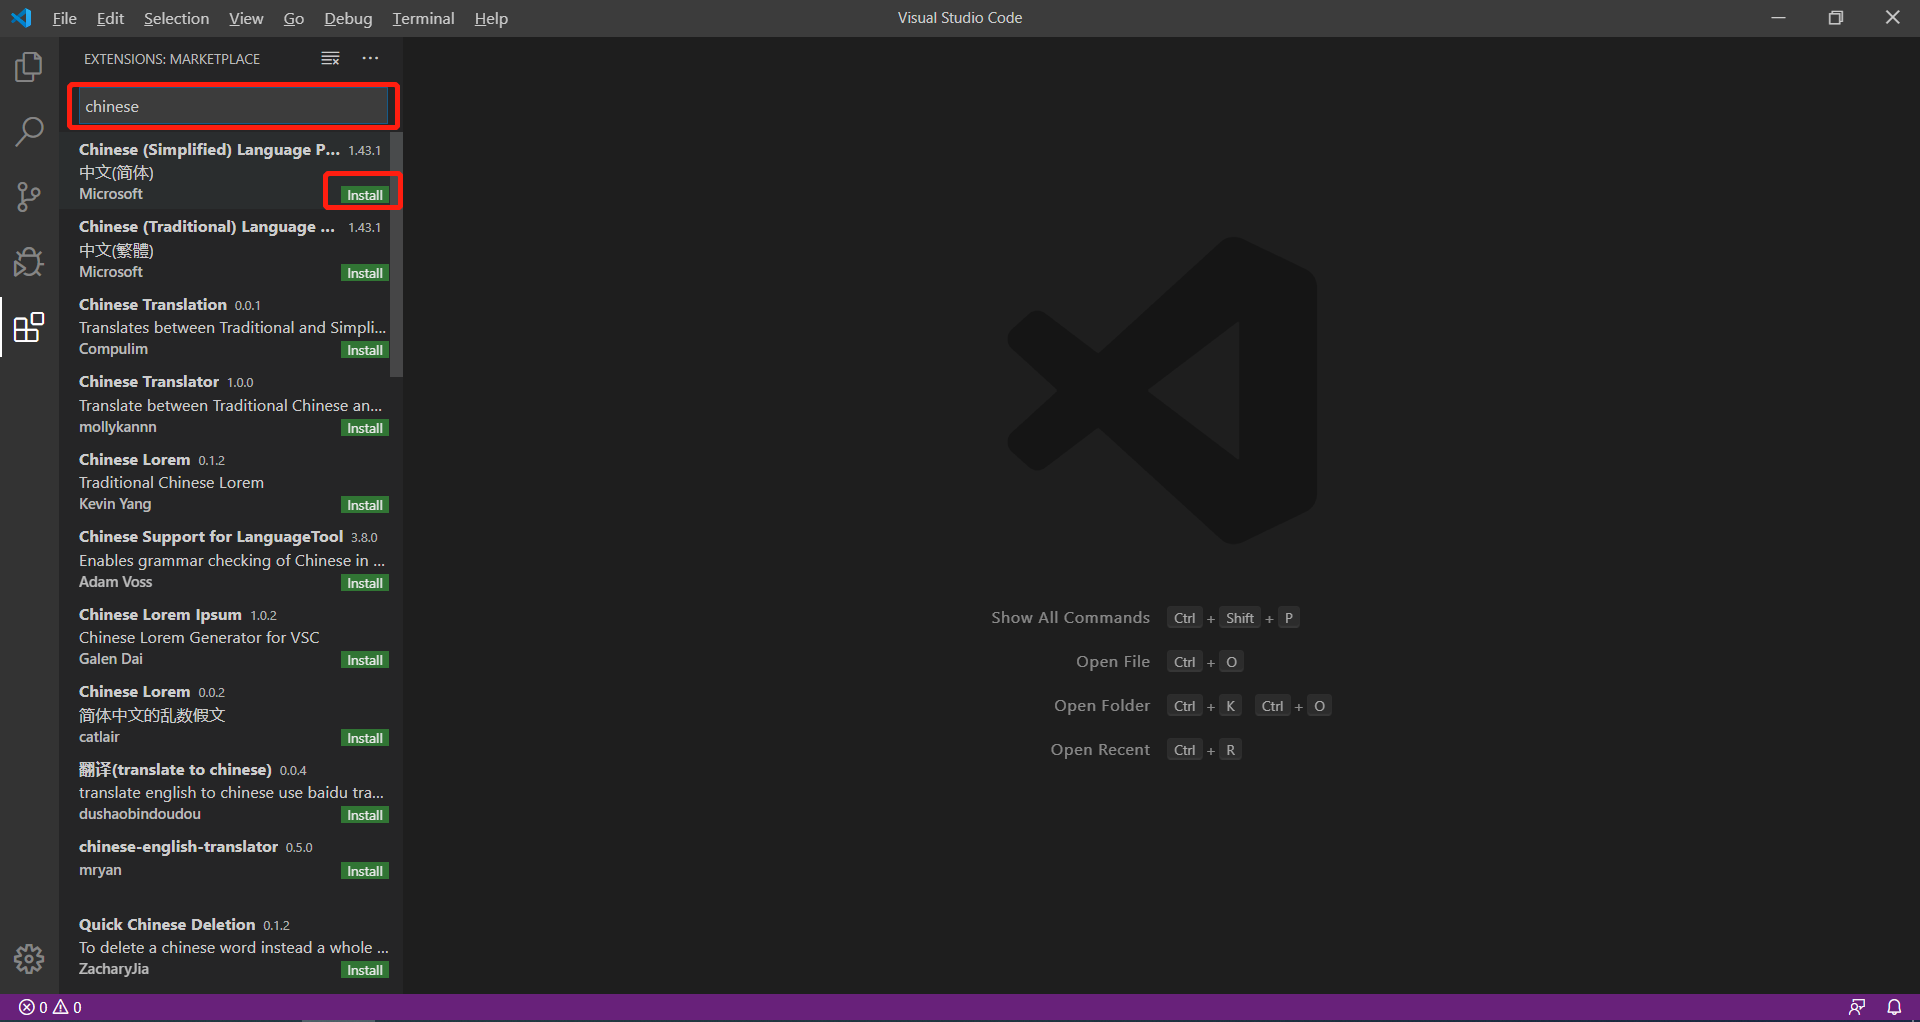 File Edit Selection View Go Debug Terminal Help
Visual Studio Code
EXTENSIONS: MARKETPLACE
chinese
Chinese (Simplified) Language P... 1.43.1
中文(简体)
Microsoft Install
Chinese (Traditional) Language ... 1.43.1
中文(繁體)
Microsoft Install
Chinese Translation 0.0.1
Translates between Traditional and Simpli...
Compulim Install
Chinese Translator 1.0.0
Translate between Traditional Chinese an...
mollykannn Install
Chinese Lorem 0.1.2
Traditional Chinese Lorem
Kevin Yang Install
Chinese Support for LanguageTool 3.8.0
Enables grammar checking of Chinese in ...
Adam Voss Install
Chinese Lorem Ipsum 1.0.2
Chinese Lorem Generator for VSC
Galen Dai Install
Chinese Lorem 0.0.2
简体中文的乱数假文
catlair Install
翻译(translate to chinese) 0.0.4
translate english to chinese use baidu tra...
dushaobindoudou Install
chinese-english-translator 0.5.0
mryan Install
Quick Chinese Deletion 0.1.2
To delete a chinese word instead a whole ...
ZacharyJia Install
Show All Commands Ctrl + Shift + P
Open File Ctrl + O
Open Folder Ctrl + K Ctrl + O
Open Recent Ctrl + R
0 0